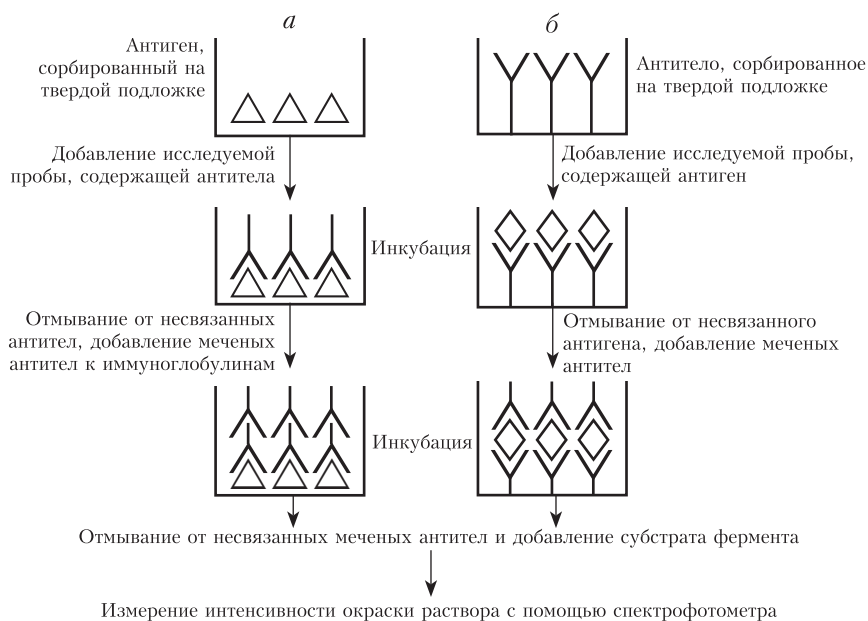 а
б
Антиген,
сорбированный на
твердой подложке
Антитело, сорбированное
на твердой подложке
Добавление исследуемой
пробы, содержащей антитела
Добавление исследуемой пробы,
содержащей антиген
Инкубация
Отмывание от несвязанных
антител, добавление меченых
антител к иммуноглобулинам
Отмывание от несвязанного
антигена, добавление меченых
антител
Инкубация
Отмывание от несвязанных меченых антител и добавление субстрата фермента
Измерение интенсивности окраски раствора с помощью спектрофотометра